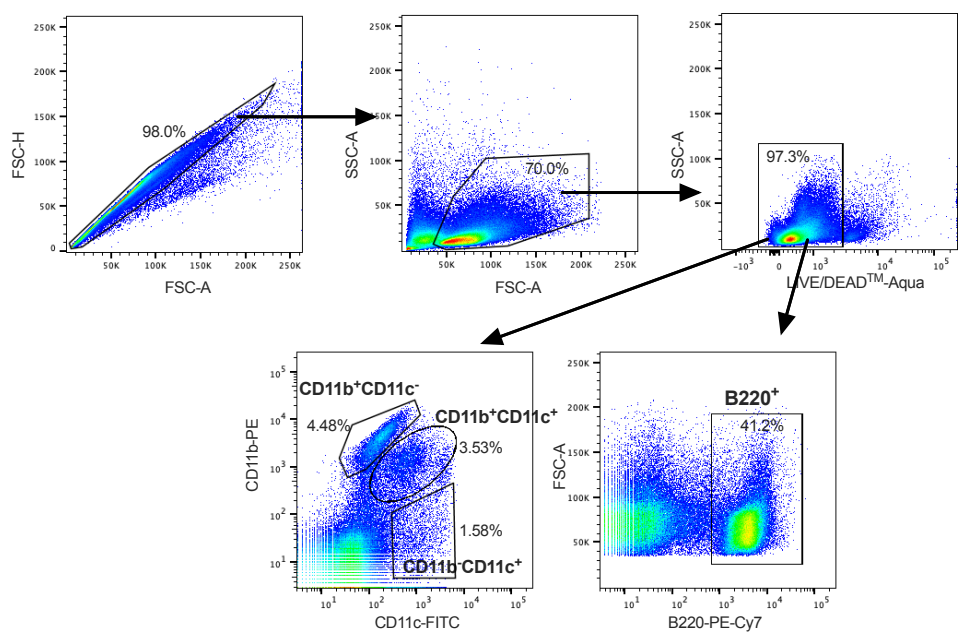 250K
200K
150K
100K
50K
0
FSC-H
98.0%
50K 100K 150K 200K 250K
FSC-A
250K
200K
150K
100K
50K
0
SSC-A
70.0%
50K 100K 150K 200K 250K
FSC-A
250K
200K
150K
100K
50K
0
SSC-A
97.3%
-10³ 0 10³ 10⁴ 10⁵
LIVE/DEAD™-Aqua
10⁵
10⁴
10³
10²
10¹
CD11b-PE
CD11b⁺CD11c⁻
4.48%
CD11b⁺CD11c⁺
3.53%
1.58%
CD11b⁻CD11c⁺
10¹ 10² 10³ 10⁴ 10⁵
CD11c-FITC
250K
200K
150K
100K
50K
0
FSC-A
B220⁺
41.2%
10¹ 10² 10³ 10⁴ 10⁵
B220-PE-Cy7